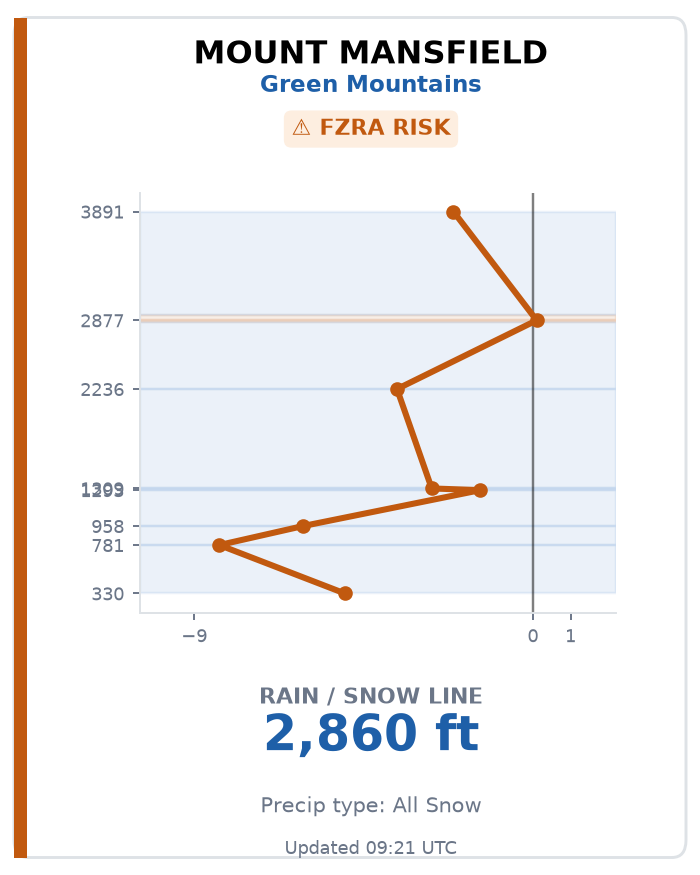 MOUNT MANSFIELD
Green Mountains
⚠ FZRA RISK
3891
2877
2236
958
781
330
−9 0 1
RAIN / SNOW LINE
2,860 ft
Precip type: All Snow
Updated 09:21 UTC